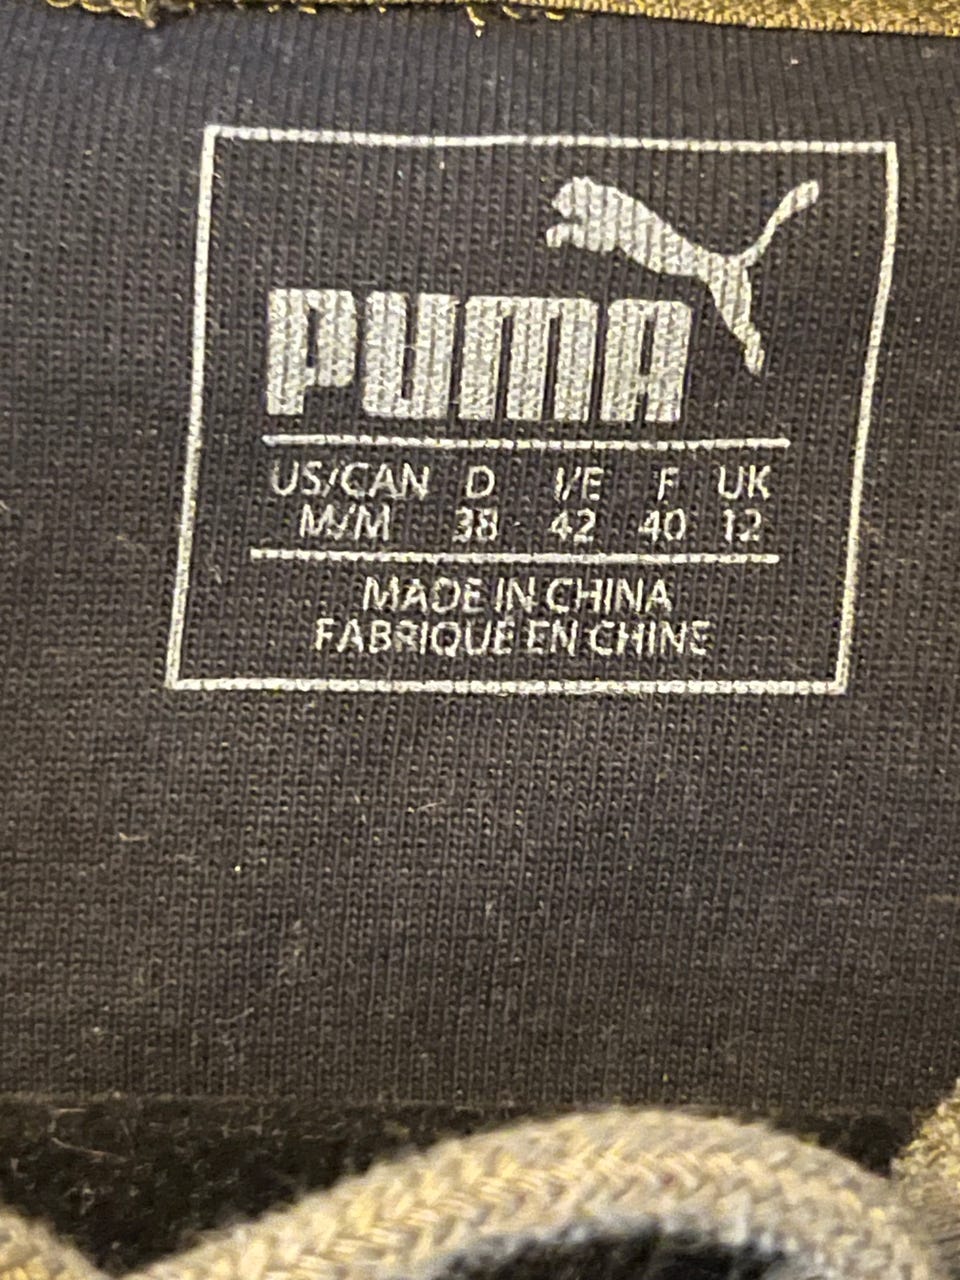 PUMA
US/CAN D I/E F UK
M/M 38 42 40 12
MADE IN CHINA
FABRIQUE EN CHINE